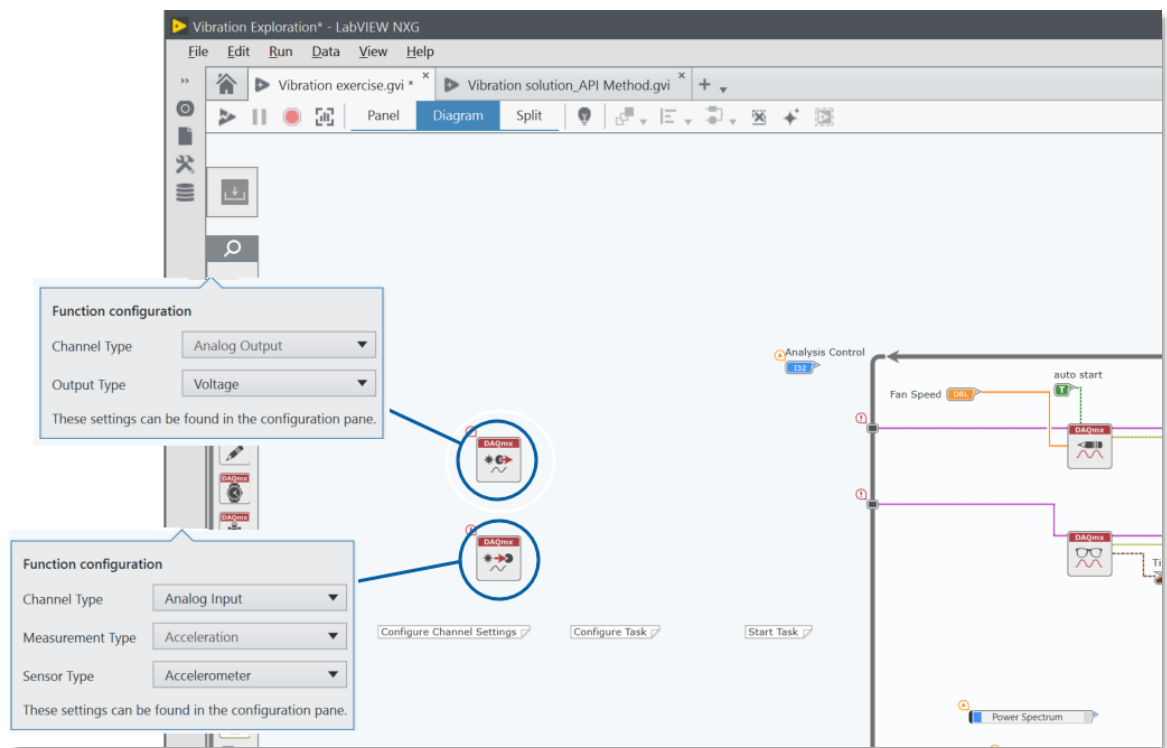 Vibration Exploration* - LabVIEW NXG
File Edit Run Data View Help
Vibration exercise.gvi * Vibration solution_API Method.gvi
Panel Diagram Split
Function configuration
Channel Type Analog Output
Output Type Voltage
These settings can be found in the configuration pane.
Analysis Control
I32
auto start
Fan Speed DBL
T
DAQmx
DAQmx
DAQmx
DAQmx
DAQmx
DAQmx
Function configuration
Channel Type Analog Input
Measurement Type Acceleration
Sensor Type Accelerometer
These settings can be found in the configuration pane.
Configure Channel Settings Configure Task Start Task
Power Spectrum